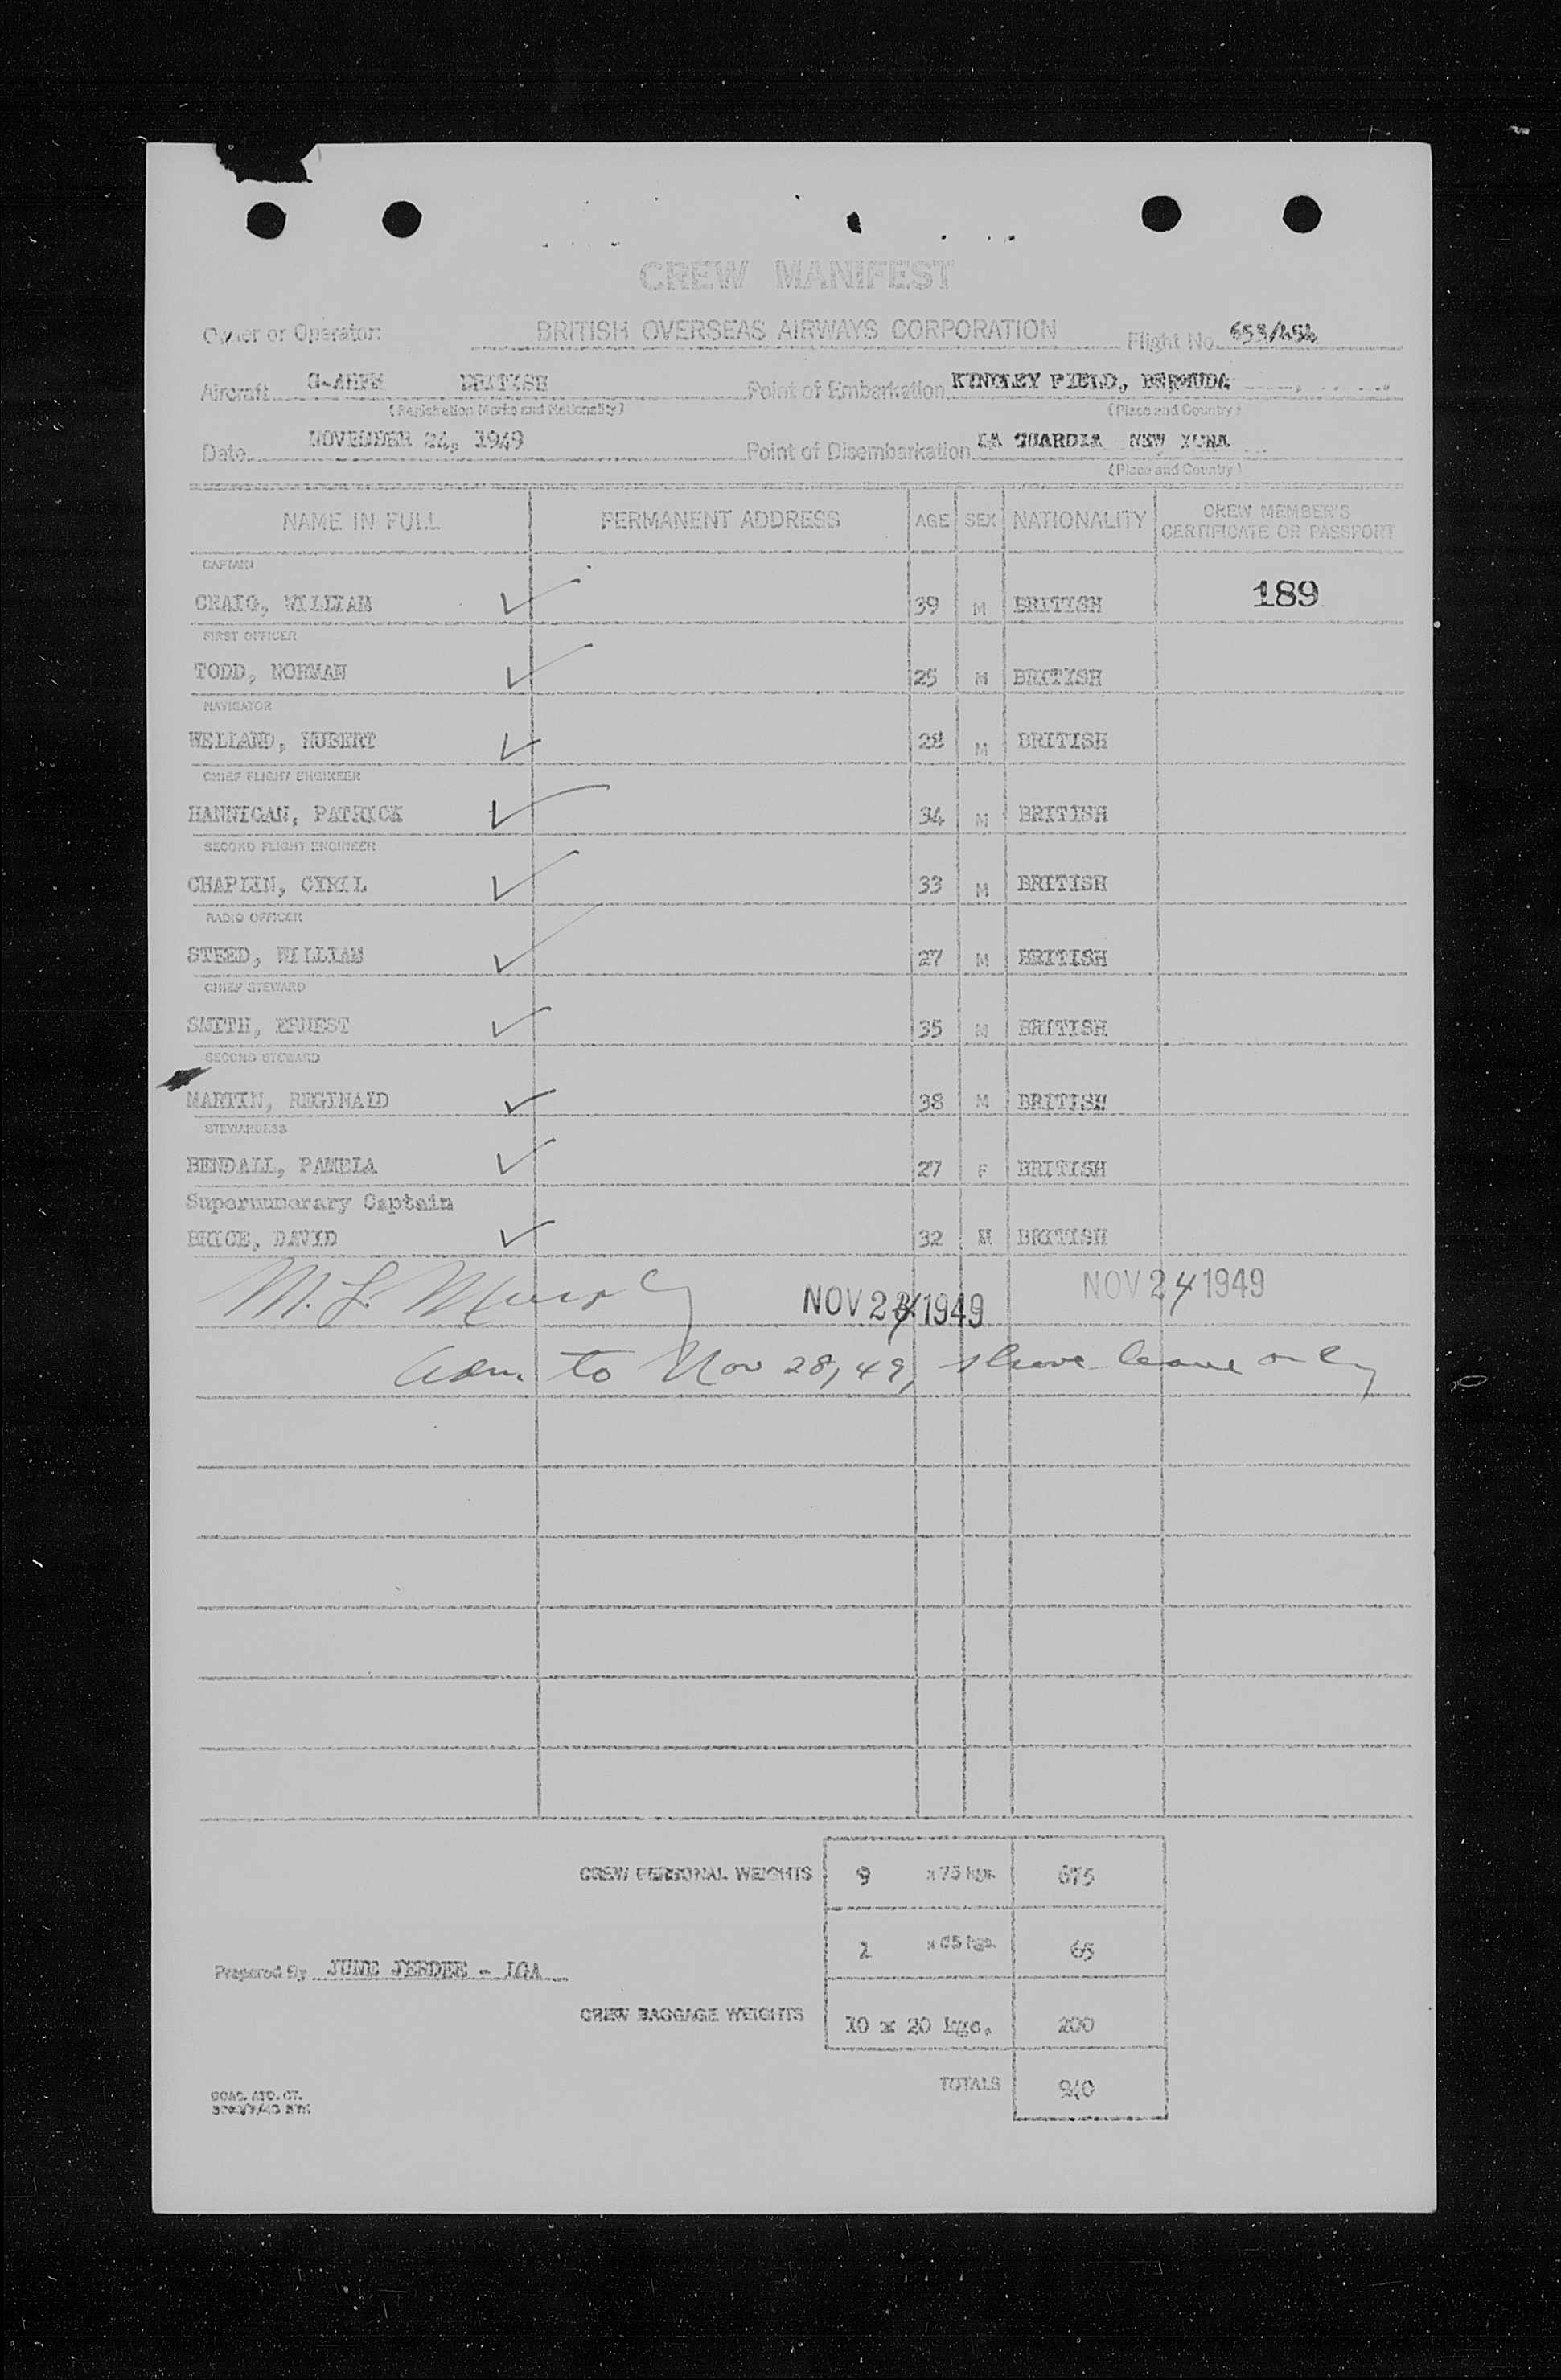 CREW MANIFEST
Owner or Operator: BRITISH OVERSEAS AIRWAYS CORPORATION Flight No.
Aircraft BRITISH Point of Embarkation KINDLEY FIELD, BERMUDA
(Registration Marks and Nationality) (Place and Country)
Date NOVEMBER 24, 1949 Point of Disembarkation LA GUARDIA NEW YORK
(Place and Country)
NAME IN FULL PERMANENT ADDRESS AGE SEX NATIONALITY CREW MEMBER'S CERTIFICATE OR PASSPORT
CAPTAIN
CRAIG, WILLIAM 39 M BRITISH 189
FIRST OFFICER
TODD, NORMAN 25 M BRITISH
NAVIGATOR
WELLAND, HUBERT 28 M BRITISH
CHIEF FLIGHT ENGINEER
HANNIGAN, PATRICK 34 M BRITISH
SECOND FLIGHT ENGINEER
CHAPLIN, CYRIL 33 M BRITISH
RADIO OFFICER
STEED, WILLIAM 27 M BRITISH
CHIEF STEWARD
SMITH, ERNEST 35 M BRITISH
SECOND STEWARD
MARTIN, REGINALD 38 M BRITISH
STEWARDESS
BENDALL, PAMELA 27 F BRITISH
Supernumerary Captain
BRICE, DAVID 32 M BRITISH
M. NOV 24 1949 NOV 24 1949
Adm. to Nov 28, 49, shore leave only
CREW PERSONAL WEIGHTS 9 x 75 kgs. 675
1 x 65 kgs. 65
Prepared By JUNE JERDEE - LGA
CREW BAGGAGE WEIGHTS 10 x 20 kgs. 200
TOTALS 940